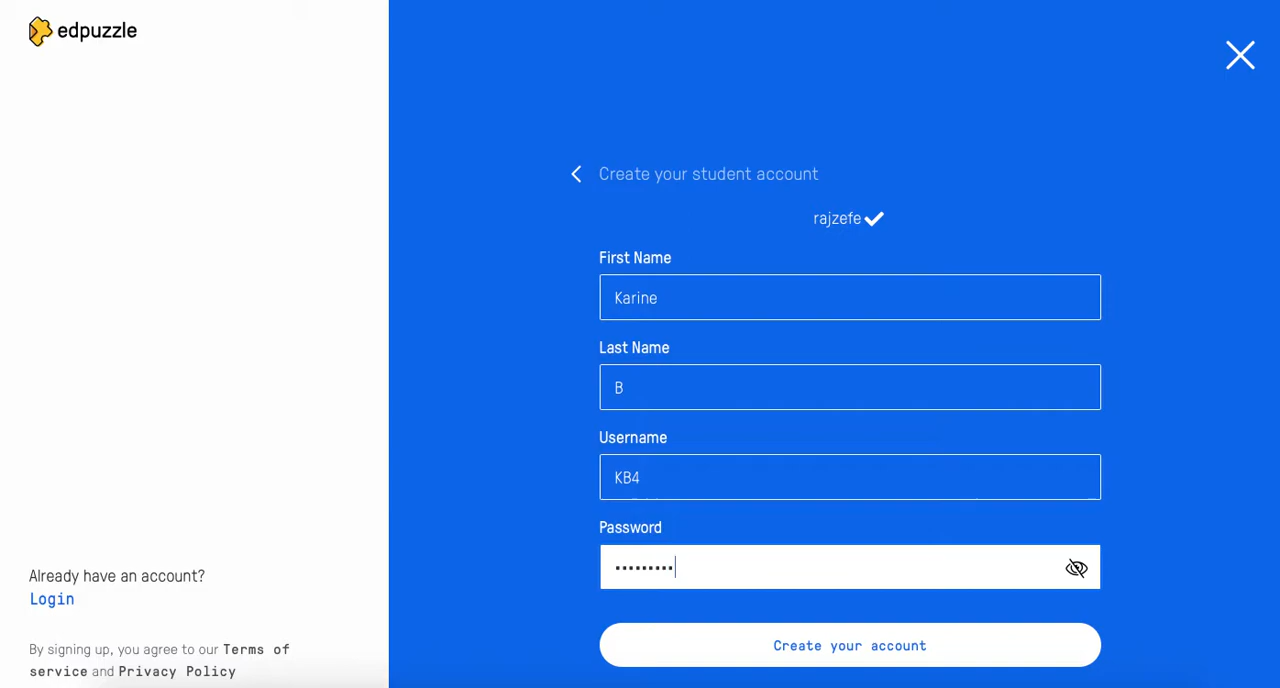 edpuzzle
Create your student account
rajzefe
First Name
Karine
Last Name
B
Username
KB4
Password
•••••••••
Create your account
Already have an account?
Login
By signing up, you agree to our Terms of
service and Privacy Policy